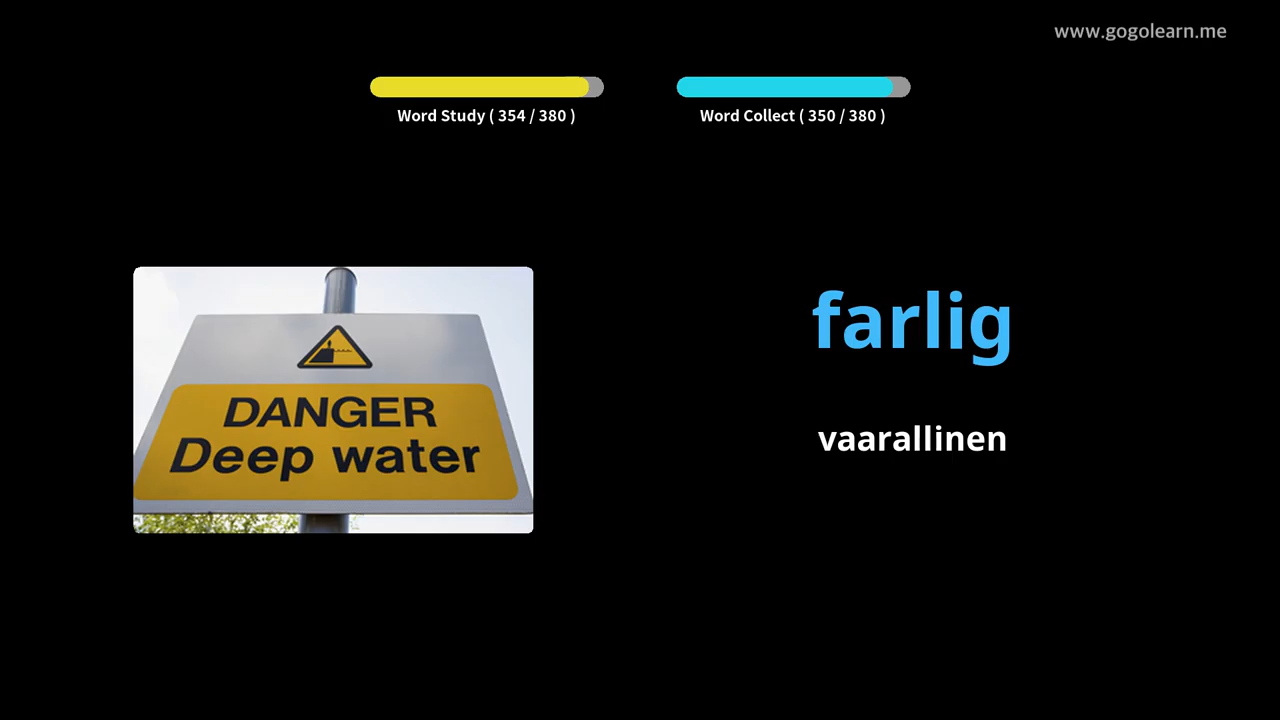 www.gogolearn.me
Word Study ( 354 / 380 )
Word Collect ( 350 / 380 )
DANGER
Deep water
farlig
vaarallinen